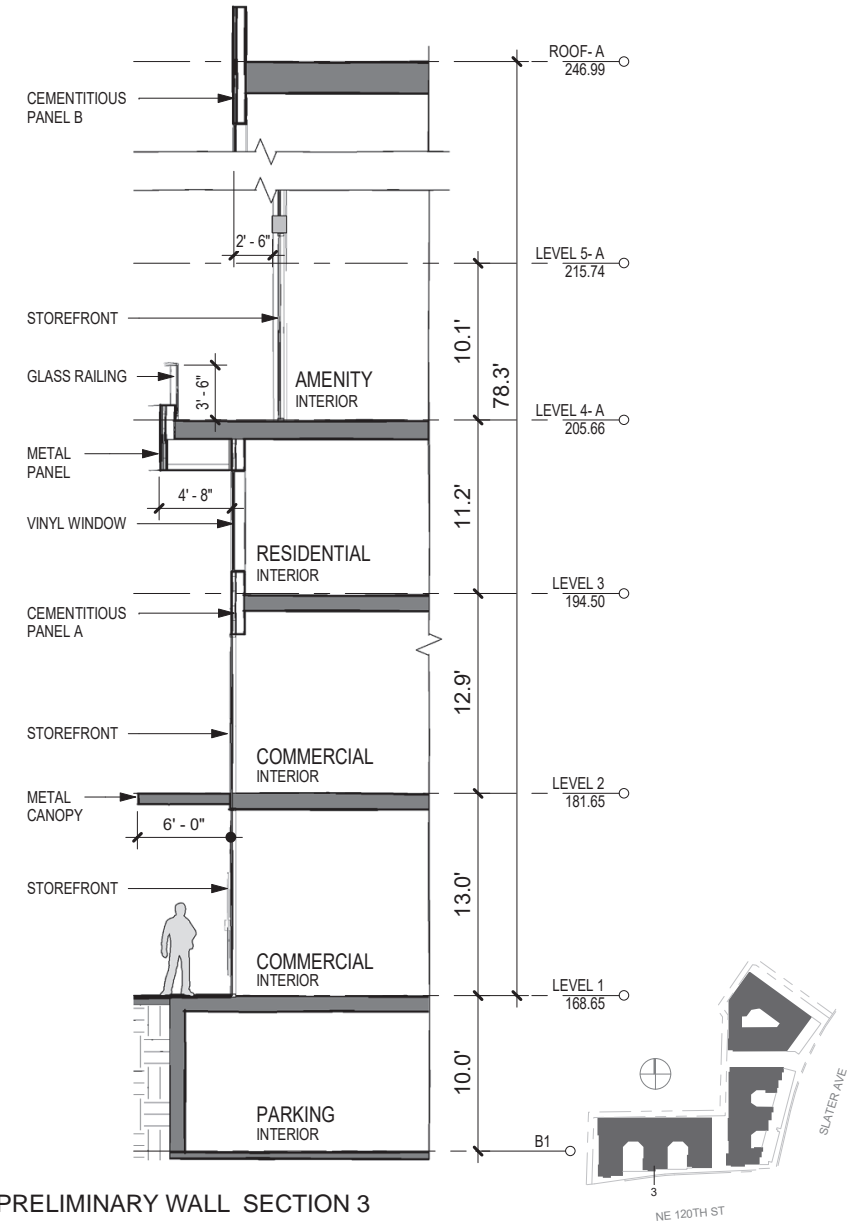 ROOF- A
246.99
CEMENTITIOUS
PANEL B
2' - 6"
LEVEL 5- A
215.74
STOREFRONT
10.1'
78.3'
GLASS RAILING
3' - 6"
AMENITY
INTERIOR
LEVEL 4- A
205.66
METAL
PANEL
4' - 8"
11.2'
VINYL WINDOW
RESIDENTIAL
INTERIOR
LEVEL 3
194.50
CEMENTITIOUS
PANEL A
12.9'
STOREFRONT
COMMERCIAL
INTERIOR
METAL
CANOPY
LEVEL 2
181.65
6' - 0"
13.0'
STOREFRONT
COMMERCIAL
INTERIOR
LEVEL 1
168.65
10.0'
PARKING
INTERIOR
B1
SLATER AVE
3
NE 120TH ST
PRELIMINARY WALL SECTION 3